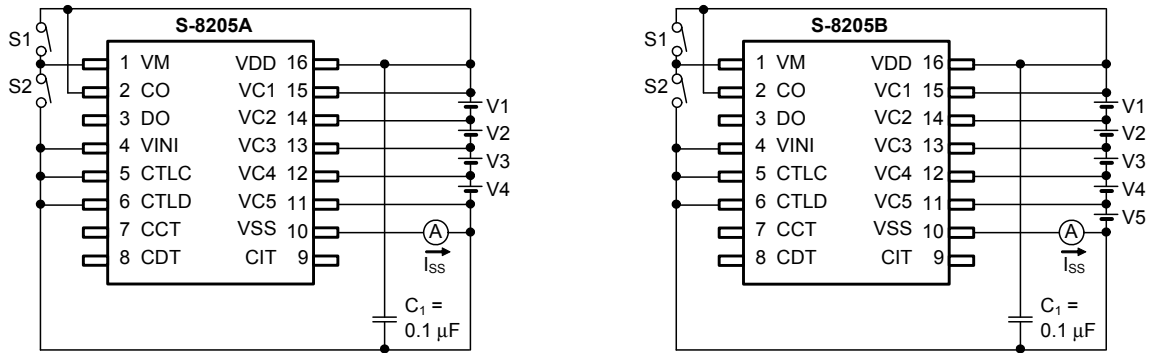 S-8205A
S1
S2
1 VM
2 CO
3 DO
4 VINI
5 CTLC
6 CTLD
7 CCT
8 CDT
VDD 16
VC1 15
VC2 14
VC3 13
VC4 12
VC5 11
VSS 10
CIT 9
V1
V2
V3
V4
A
ISS
C1 =
0.1 µF
S-8205B
S1
S2
1 VM
2 CO
3 DO
4 VINI
5 CTLC
6 CTLD
7 CCT
8 CDT
VDD 16
VC1 15
VC2 14
VC3 13
VC4 12
VC5 11
VSS 10
CIT 9
V1
V2
V3
V4
V5
A
ISS
C1 =
0.1 µF